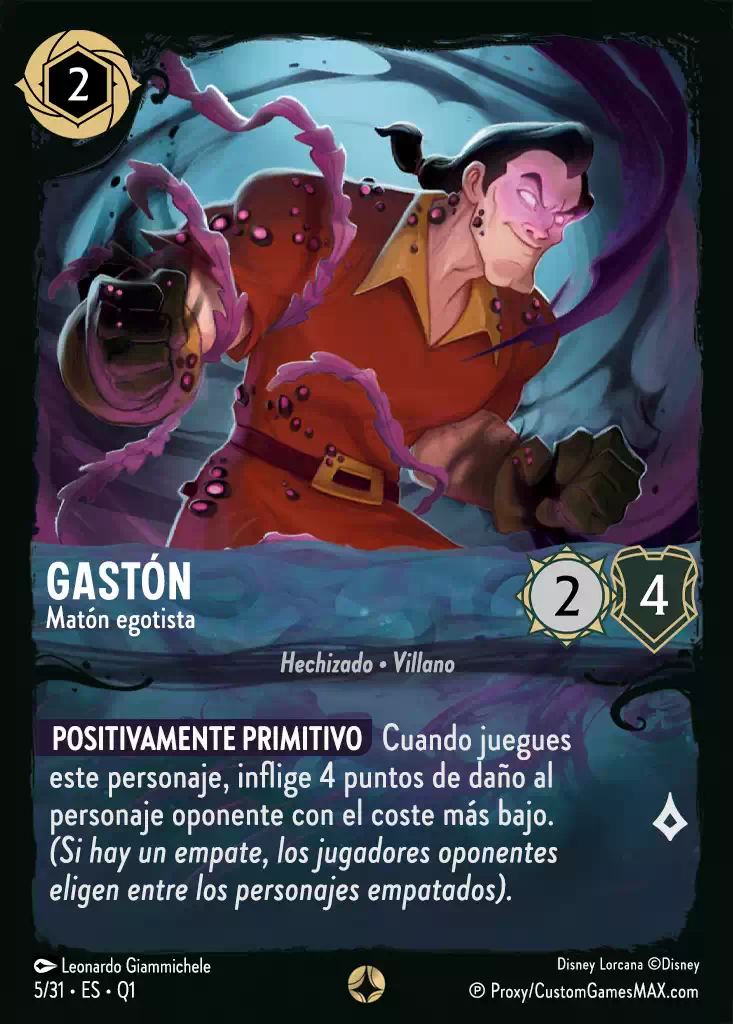 2
GASTÓN
Matón egotista
2
4
Hechizado • Villano
POSITIVAMENTE PRIMITIVO Cuando juegues
este personaje, inflige 4 puntos de daño al
personaje oponente con el coste más bajo.
(Si hay un empate, los jugadores oponentes
eligen entre los personajes empatados).
Leonardo Giammichele
Disney Lorcana ©Disney
5/31 • ES • Q1
Ⓟ Proxy/CustomGamesMAX.com